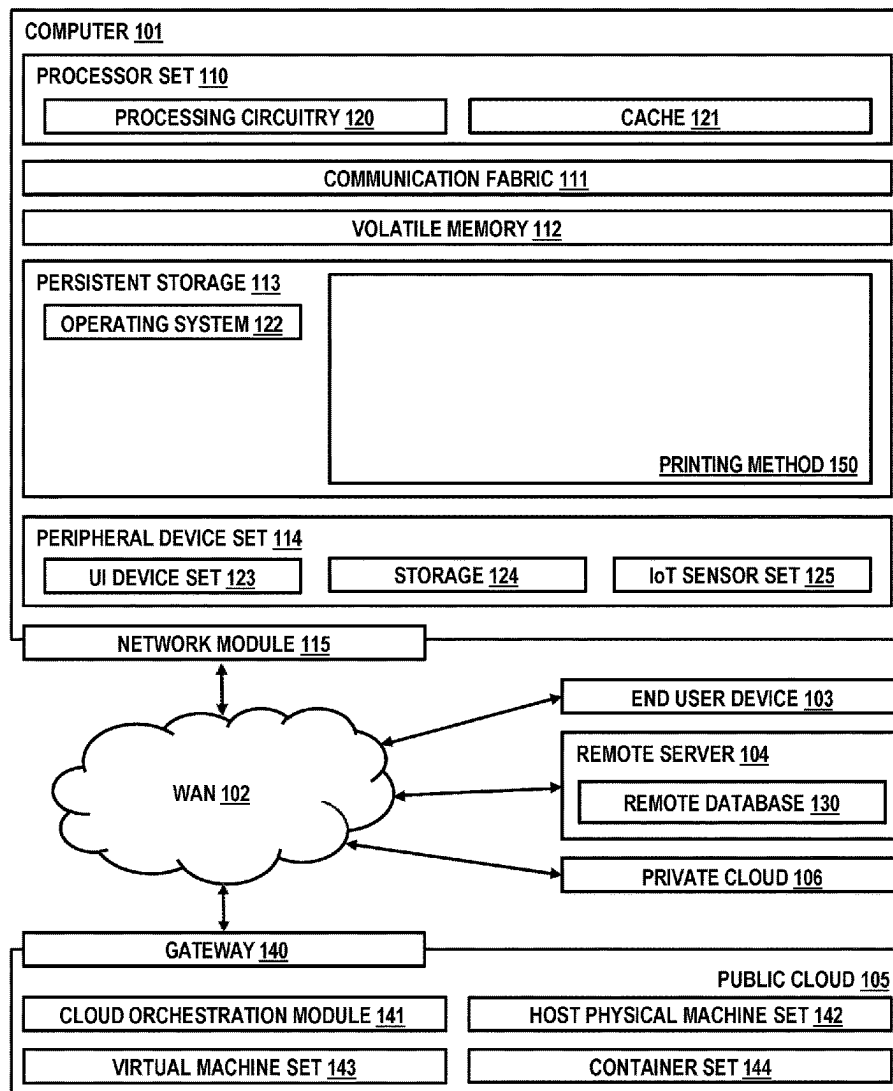 COMPUTER 101
PROCESSOR SET 110
PROCESSING CIRCUITRY 120
CACHE 121
COMMUNICATION FABRIC 111
VOLATILE MEMORY 112
PERSISTENT STORAGE 113
OPERATING SYSTEM 122
PRINTING METHOD 150
PERIPHERAL DEVICE SET 114
UI DEVICE SET 123
STORAGE 124
IoT SENSOR SET 125
NETWORK MODULE 115
END USER DEVICE 103
REMOTE SERVER 104
WAN 102
REMOTE DATABASE 130
PRIVATE CLOUD 106
GATEWAY 140
PUBLIC CLOUD 105
CLOUD ORCHESTRATION MODULE 141
HOST PHYSICAL MACHINE SET 142
VIRTUAL MACHINE SET 143
CONTAINER SET 144